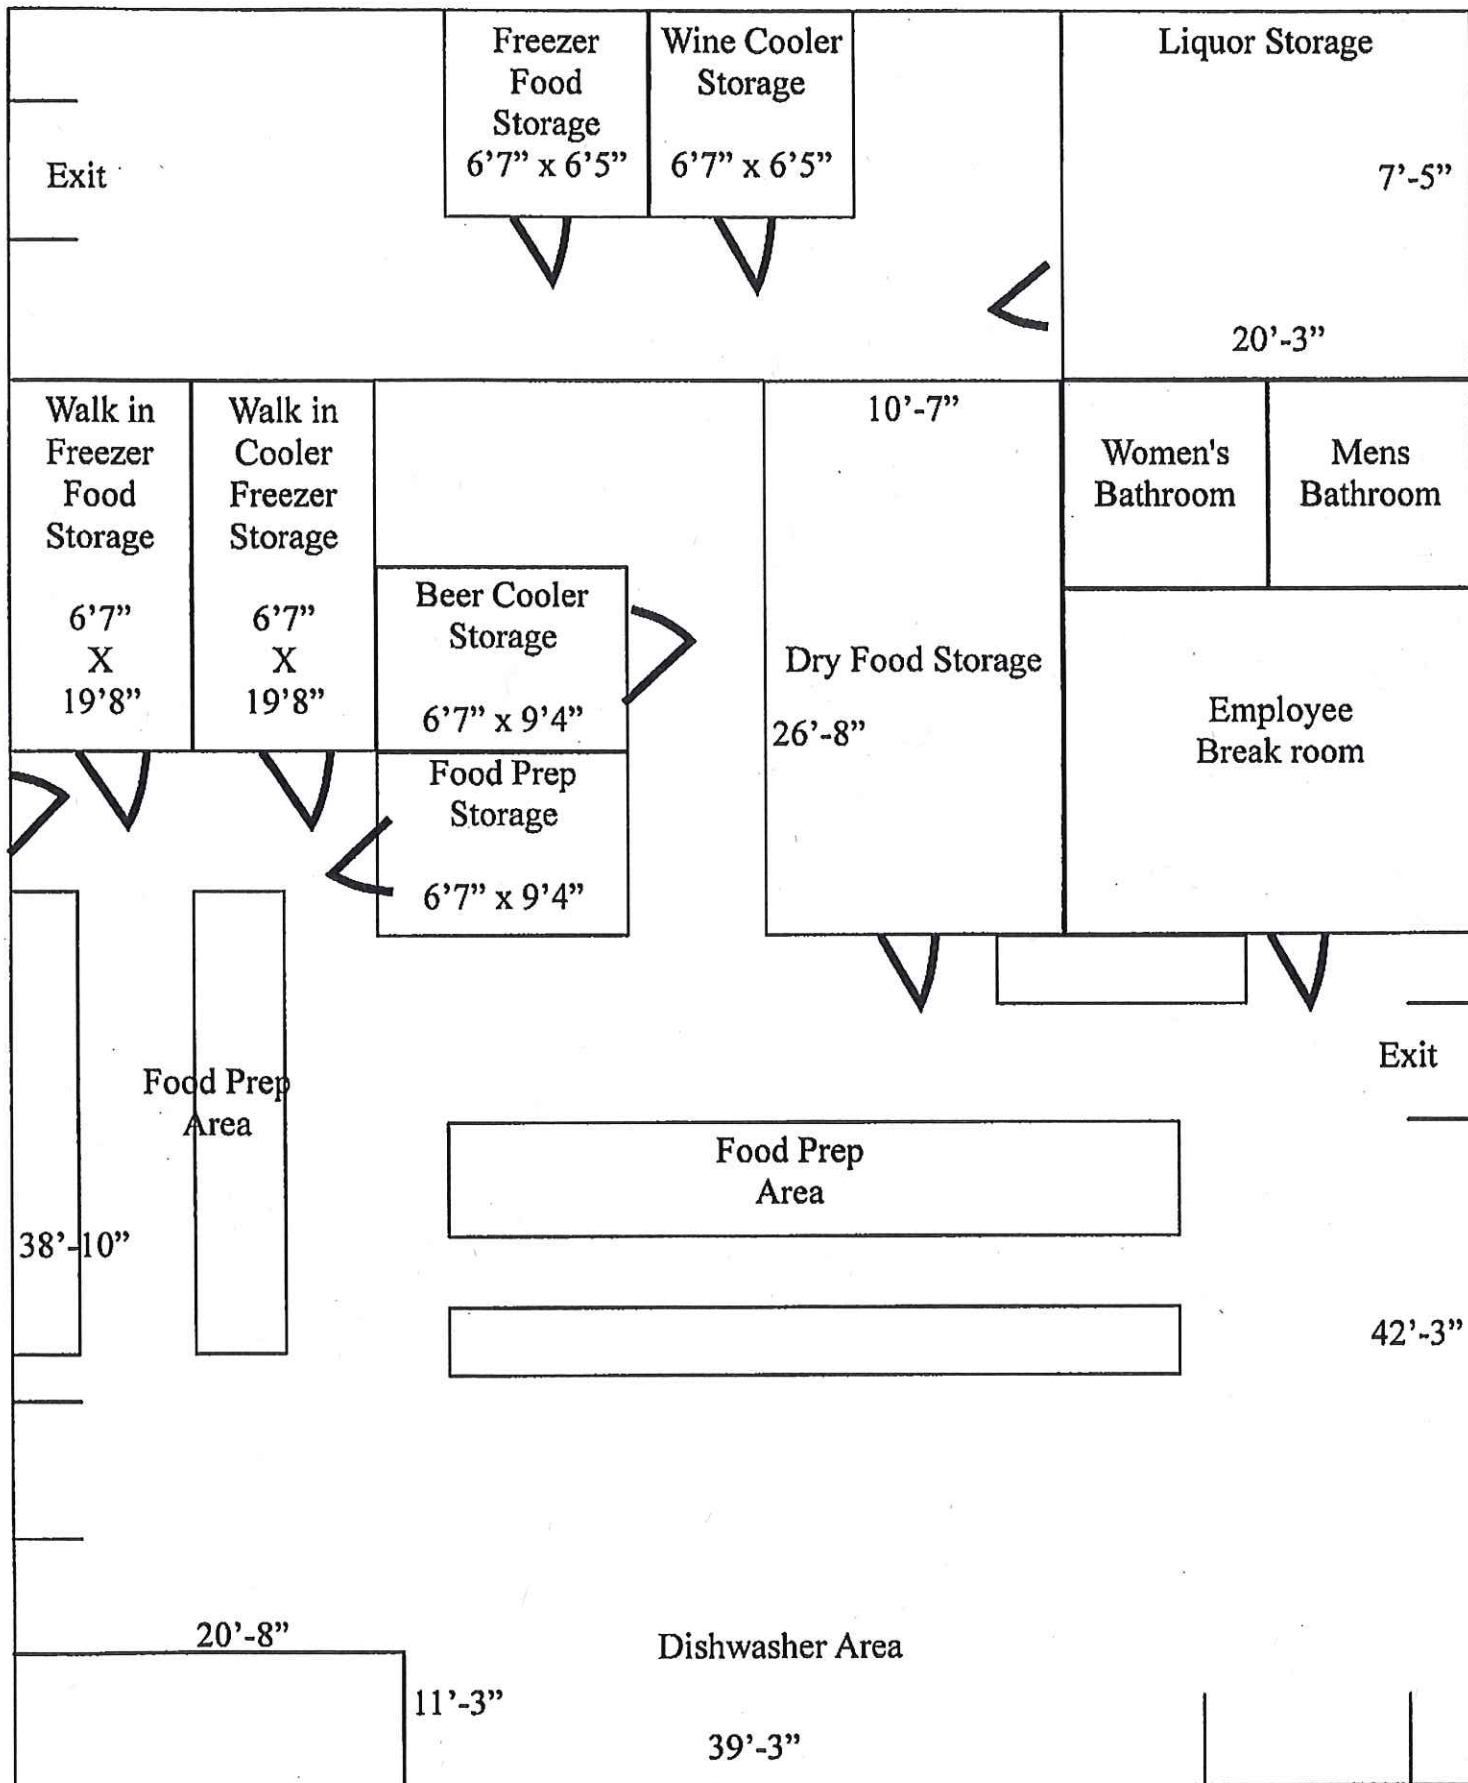 Freezer
Food
Storage
6’7” x 6’5”
Wine Cooler
Storage
6’7” x 6’5”
Liquor Storage
7’-5”
20’-3”
Exit
Walk in
Freezer
Food
Storage
6’7”
X
19’8”
Walk in
Cooler
Freezer
Storage
6’7”
X
19’8”
Beer Cooler
Storage
6’7” x 9’4”
Food Prep
Storage
6’7” x 9’4”
10’-7”
Dry Food Storage
26’-8”
Women's
Bathroom
Mens
Bathroom
Employee
Break room
Exit
Food Prep
Area
38’-10”
Food Prep
Area
42’-3”
20’-8”
11’-3”
Dishwasher Area
39’-3”